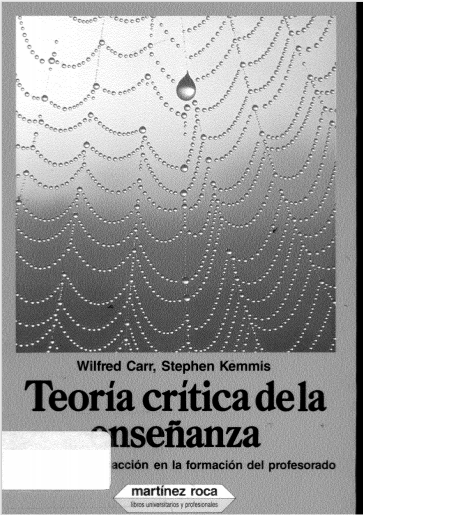 Wilfred Carr, Stephen Kemmis
Teoría crítica de la
enseñanza
acción en la formación del profesorado
martínez roca
libros universitarios y profesionales